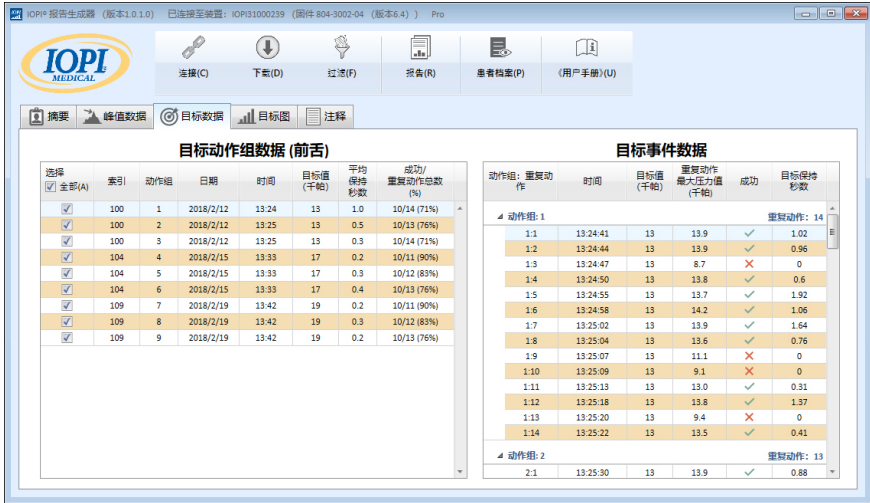 IOPI® 报告生成器 (版本1.0.1.0) 已连接至装置: IOPI31000239 (固件 804-3002-04 (版本6.4)) Pro
IOPI
MEDICAL
连接(C) 下载(D) 过滤(F) 报告(R) 患者档案(P) 《用户手册》(U)
摘要 峰值数据 目标数据 目标图 注释
目标动作组数据 (前舌)
选择
全部(A) 索引 动作组 日期 时间 目标值(千帕) 平均保持秒数 成功/重复动作总数(%)
100 1 2018/2/12 13:24 13 1.0 10/14 (71%)
100 2 2018/2/12 13:25 13 0.5 10/13 (76%)
100 3 2018/2/12 13:25 13 0.3 10/14 (71%)
104 4 2018/2/15 13:33 17 0.2 10/11 (90%)
104 5 2018/2/15 13:33 17 0.3 10/12 (83%)
104 6 2018/2/15 13:33 17 0.4 10/13 (76%)
109 7 2018/2/19 13:42 19 0.2 10/11 (90%)
109 8 2018/2/19 13:42 19 0.3 10/12 (83%)
109 9 2018/2/19 13:42 19 0.2 10/13 (76%)
目标事件数据
动作组: 重复动作 时间 目标值(千帕) 重复动作最大压力值(千帕) 成功 目标保持秒数
动作组: 1 重复动作: 14
1:1 13:24:41 13 13.9 ✓ 1.02
1:2 13:24:44 13 13.9 ✓ 0.96
1:3 13:24:47 13 8.7 ✕ 0
1:4 13:24:50 13 13.8 ✓ 0.6
1:5 13:24:55 13 13.7 ✓ 1.92
1:6 13:24:58 13 14.2 ✓ 1.06
1:7 13:25:02 13 13.9 ✓ 1.64
1:8 13:25:04 13 13.6 ✓ 0.76
1:9 13:25:07 13 11.1 ✕ 0
1:10 13:25:09 13 9.1 ✕ 0
1:11 13:25:13 13 13.0 ✓ 0.31
1:12 13:25:18 13 13.8 ✓ 1.37
1:13 13:25:20 13 9.4 ✕ 0
1:14 13:25:22 13 13.5 ✓ 0.41
动作组: 2 重复动作: 13
2:1 13:25:30 13 13.9 ✓ 0.88